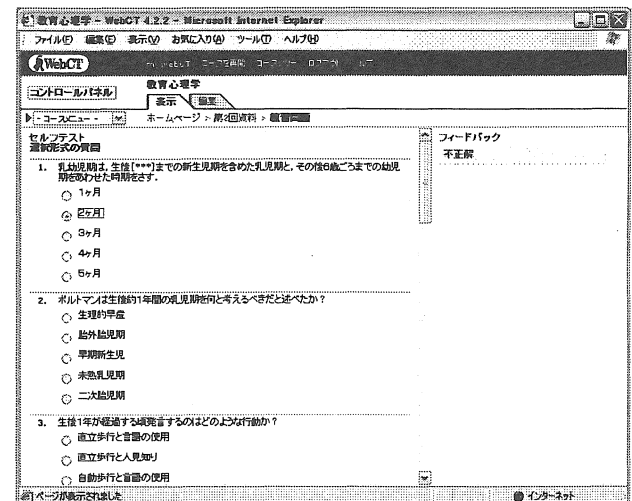 教育心理学 - WebCT 4.2.2 - Microsoft Internet Explorer
ファイル(F) 編集(E) 表示(V) お気に入り(A) ツール(T) ヘルプ(H)
WebCT
教育心理学
コントロールパネル
表示 編集
- コースメニュー - ホームページ > 第2回資料 >
セルフテスト
選択形式の質問
フィードバック
不正解
1. 乳幼児期は，生後[***]までの新生児期を含めた乳児期と，その後6歳ごろまでの幼児
期をあわせた時期をさす．
1ヶ月
2ヶ月
3ヶ月
4ヶ月
5ヶ月
2. ポルトマンは生後約1年間の乳児期を何と考えるべきだと述べたか？
生理的早産
胎外胎児期
早期新生児
未熟乳児期
二次胎児期
3. 生後1年が経過する頃発言するのはどのような行動か？
直立歩行と言語の使用
直立歩行と人見知り
自動歩行と言語の使用
ページが表示されました
インターネット